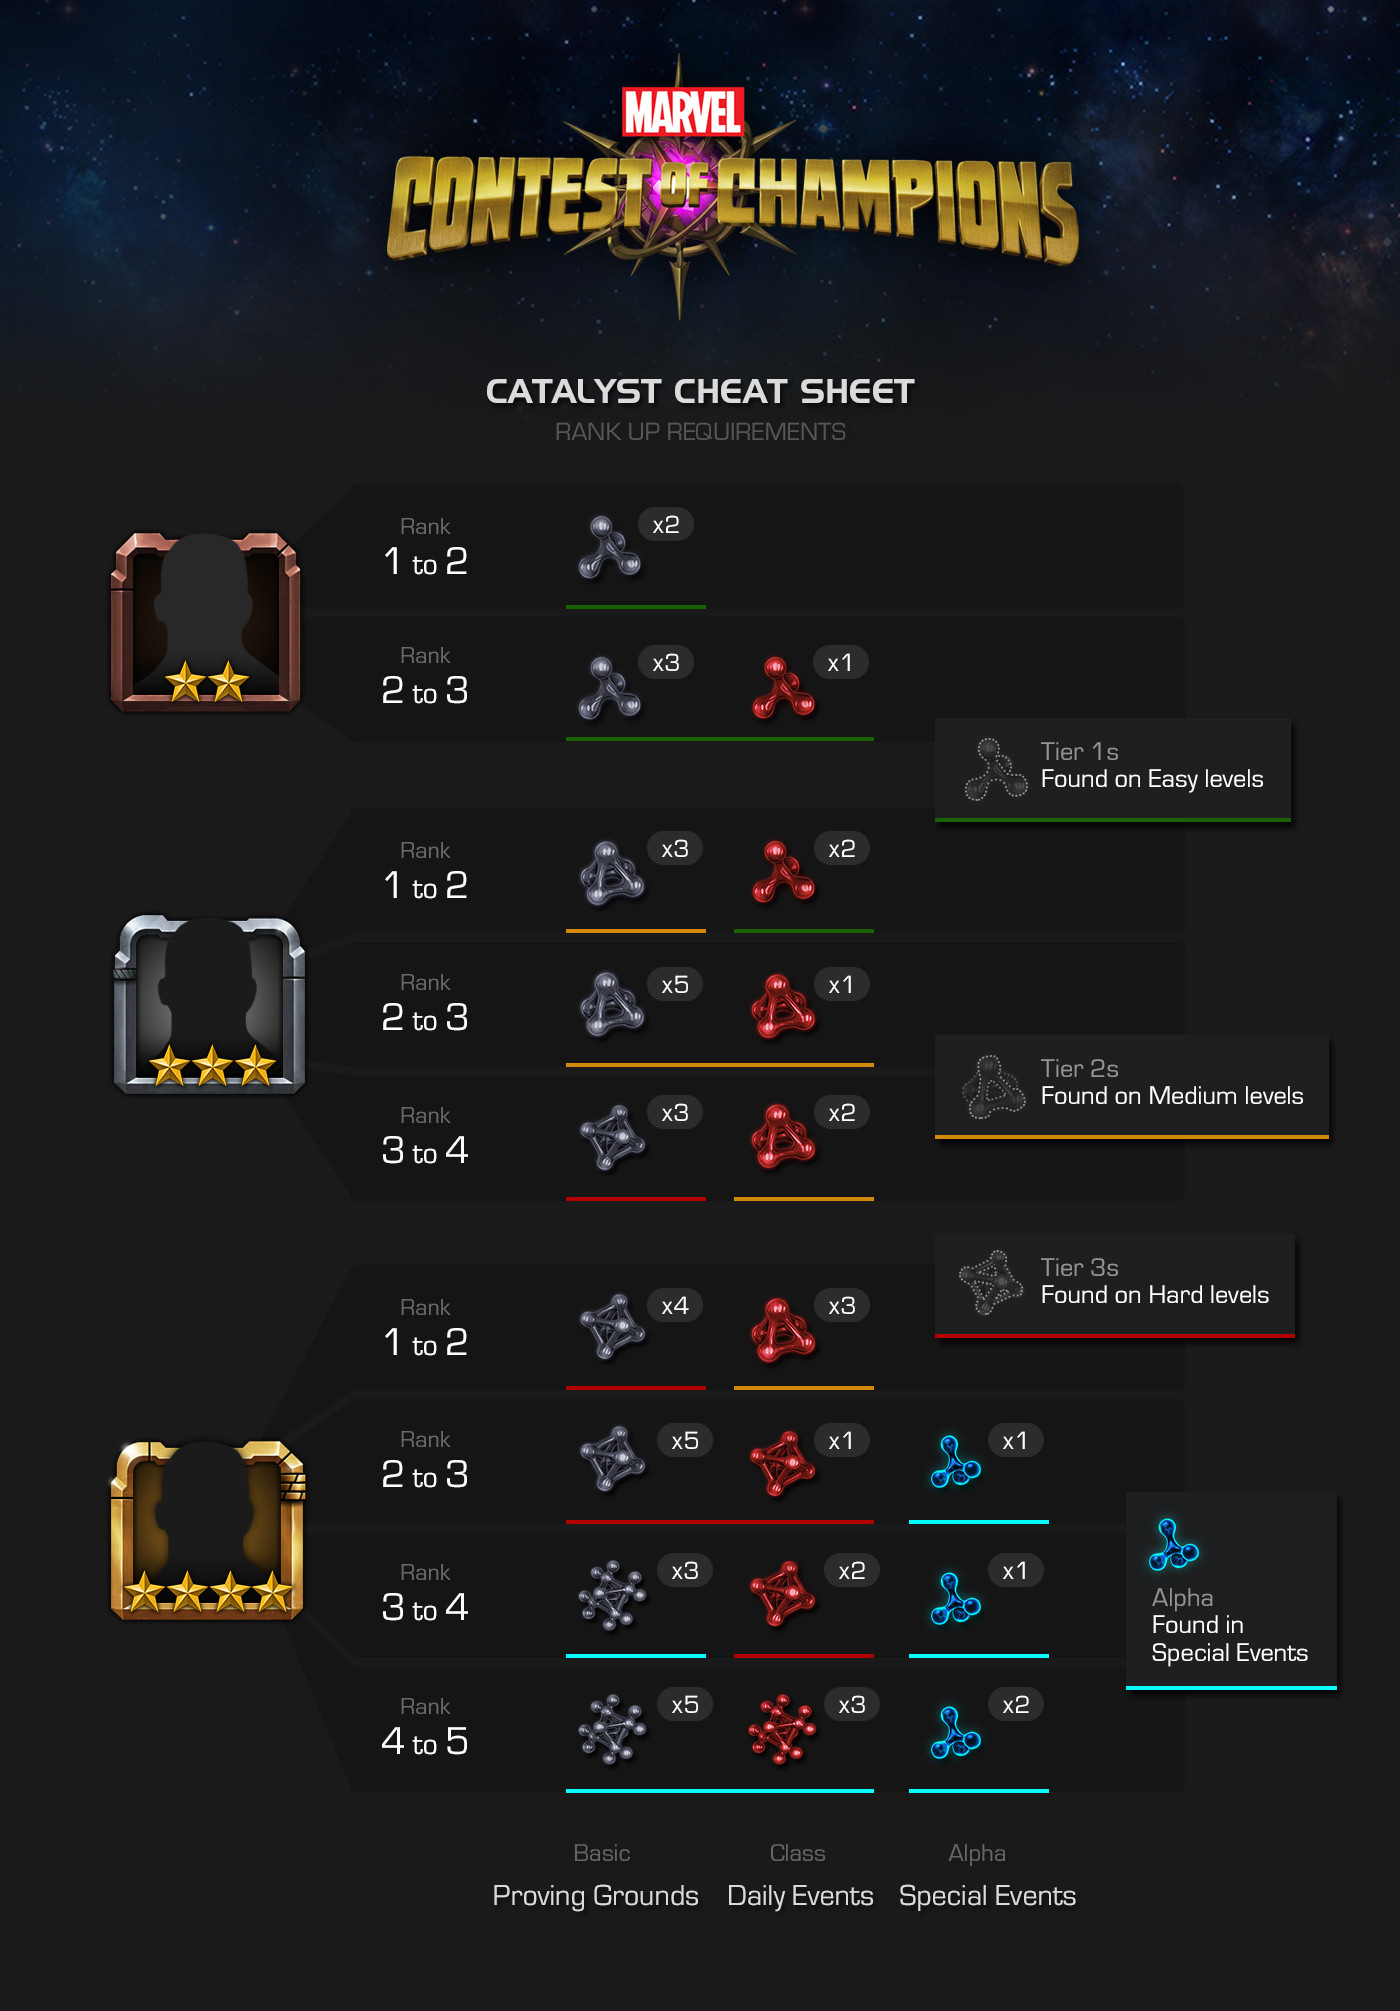 MARVEL
CONTEST OF CHAMPIONS
CATALYST CHEAT SHEET
RANK UP REQUIREMENTS
Rank
1 to 2
x2
Rank
2 to 3
x3
x1
Tier 1s
Found on Easy levels
Rank
1 to 2
x3
x2
Rank
2 to 3
x5
x1
Tier 2s
Found on Medium levels
Rank
3 to 4
x3
x2
Tier 3s
Found on Hard levels
Rank
1 to 2
x4
x3
Rank
2 to 3
x5
x1
x1
Rank
3 to 4
x3
x2
x1
Alpha
Found in
Special Events
Rank
4 to 5
x5
x3
x2
Basic
Class
Alpha
Proving Grounds
Daily Events
Special Events